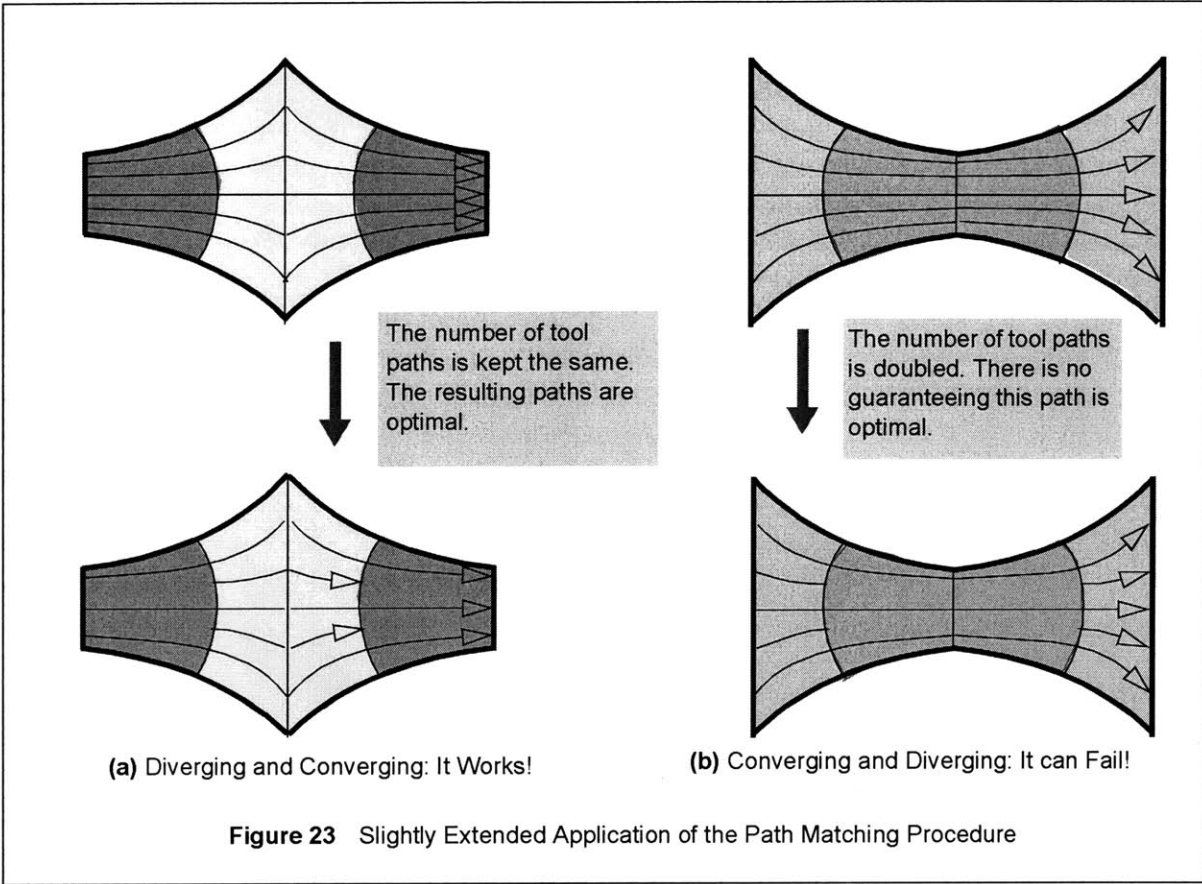 The number of tool
paths is kept the same.
The resulting paths are
optimal.
The number of tool paths
is doubled. There is no
guaranteeing this path is
optimal.
(a) Diverging and Converging: It Works!
(b) Converging and Diverging: It can Fail!
Figure 23 Slightly Extended Application of the Path Matching Procedure